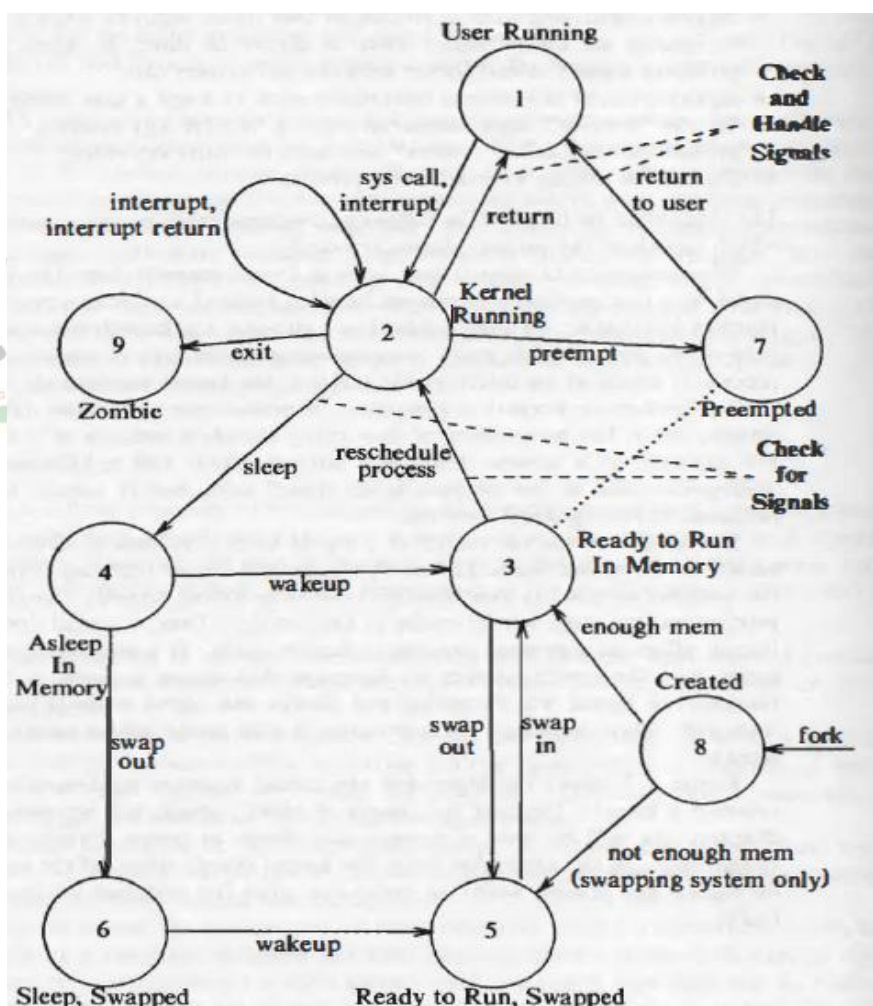 User Running
1
Check
and
Handle
Signals
sys call,
interrupt
return
return
to user
interrupt,
interrupt return
Kernel
Running
2
9
exit
Zombie
preempt
7
Preempted
sleep
reschedule
process
Check
for
Signals
4
wakeup
3
Ready to Run
In Memory
Asleep
In
Memory
enough mem
Created
8
fork
swap
out
swap
out
swap
in
not enough mem
(swapping system only)
6
wakeup
5
Sleep, Swapped
Ready to Run, Swapped